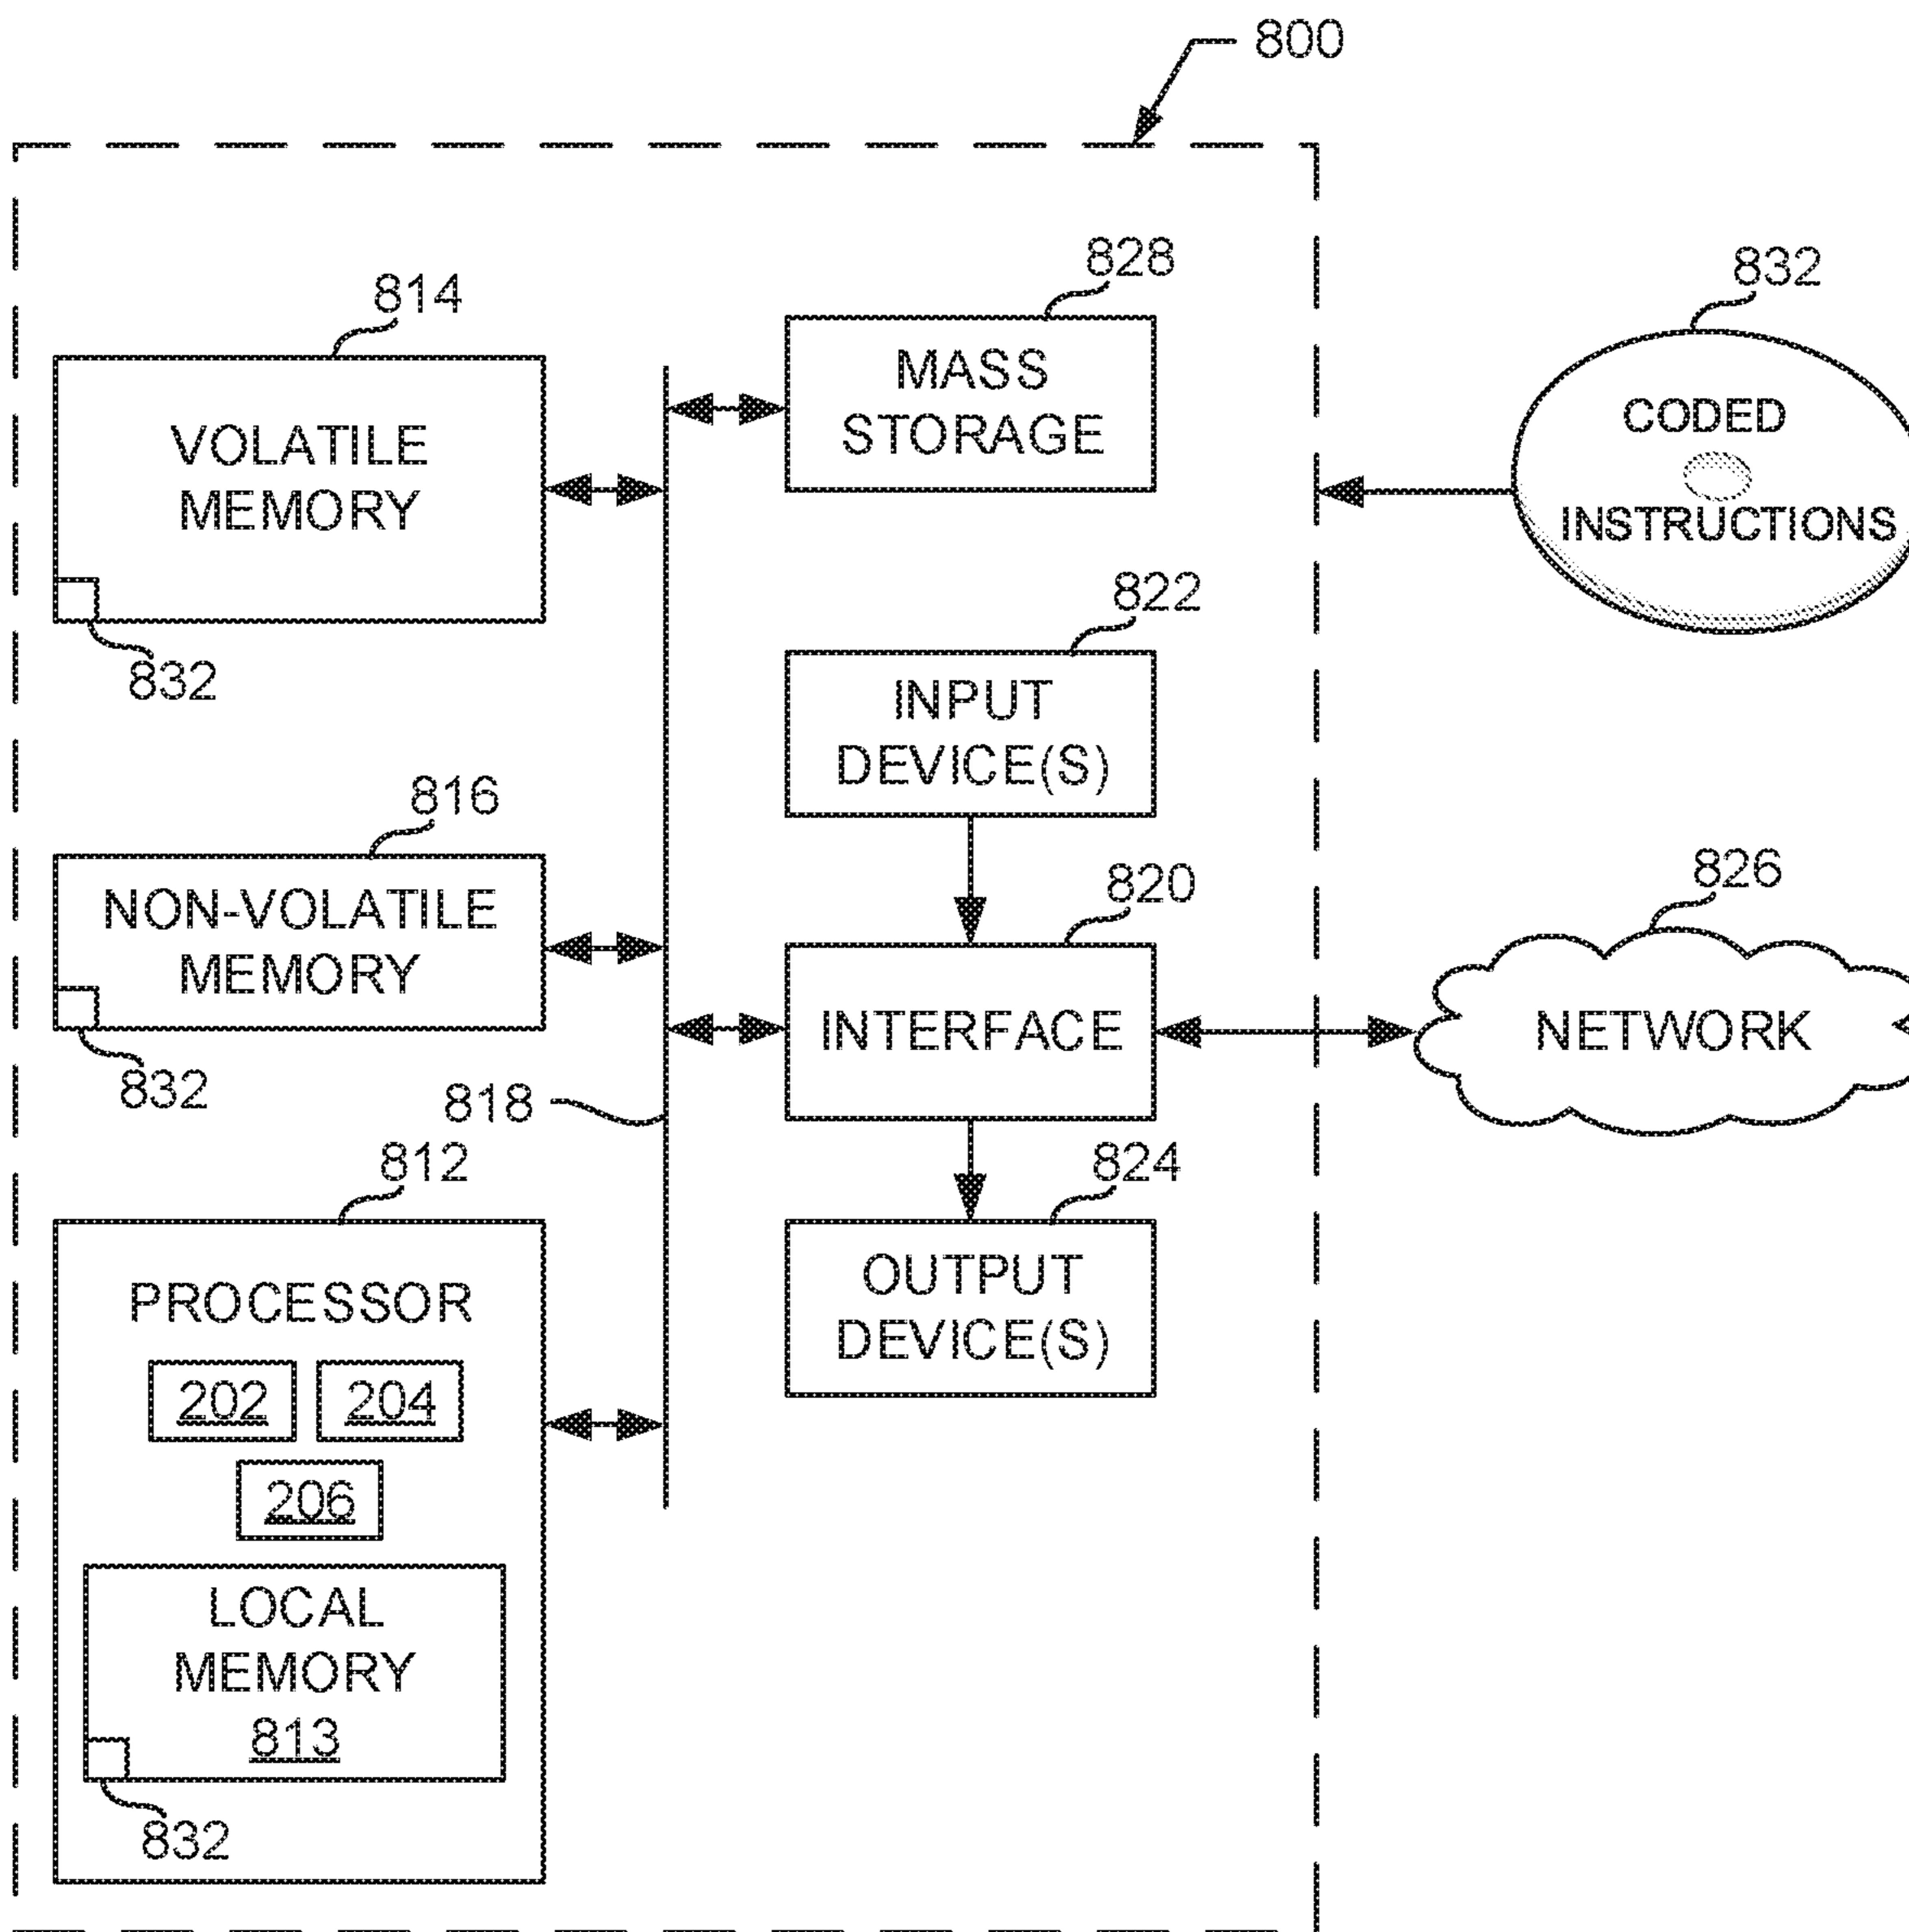 800
814
VOLATILE
MEMORY
832
828
MASS
STORAGE
832
CODED
INSTRUCTIONS
822
INPUT
DEVICE(S)
816
NON-VOLATILE
MEMORY
832
818
820
INTERFACE
826
NETWORK
812
PROCESSOR
202 204
206
LOCAL
MEMORY
813
832
824
OUTPUT
DEVICE(S)